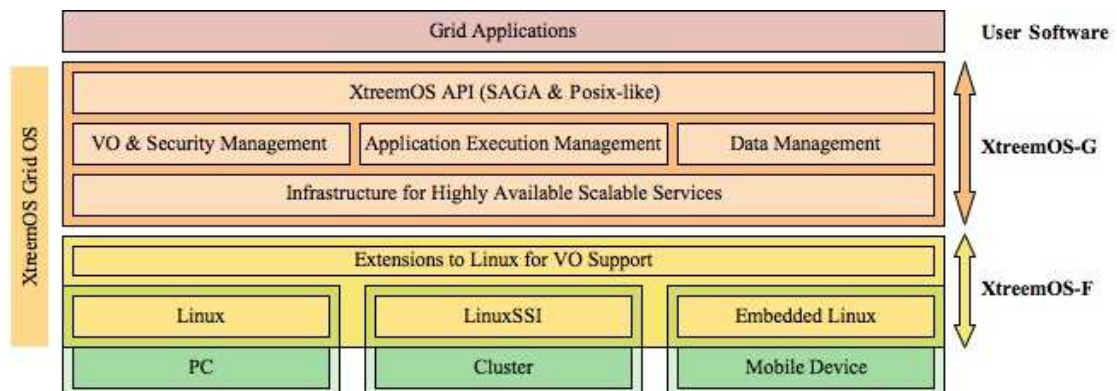 Grid Applications
User Software
XtreemOS Grid OS
XtreemOS API (SAGA & Posix-like)
VO & Security Management
Application Execution Management
Data Management
XtreemOS-G
Infrastructure for Highly Available Scalable Services
Extensions to Linux for VO Support
XtreemOS-F
Linux
LinuxSSI
Embedded Linux
PC
Cluster
Mobile Device